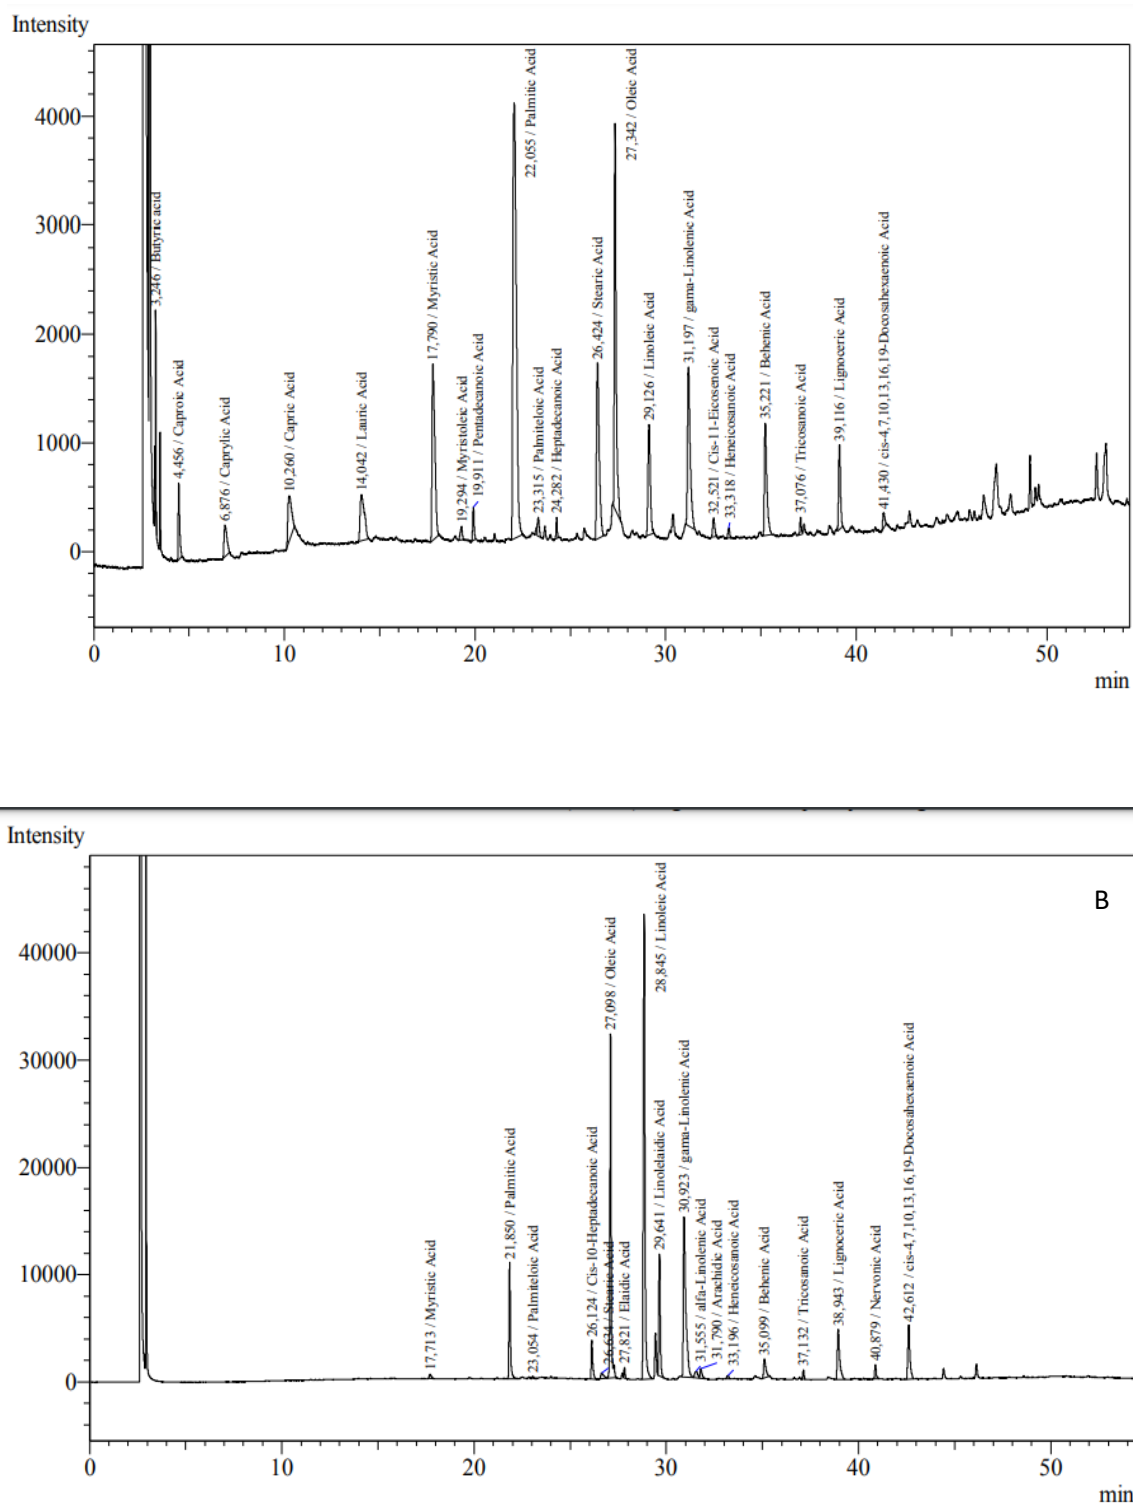 Intensity
4000
3000
2000
1000
0
3,246 / Butyric acid
4,456 / Caproic Acid
6,876 / Caprylic Acid
10,260 / Capric Acid
14,042 / Lauric Acid
17,790 / Myristic Acid
19,294 / Myristoleic Acid
19,911 / Pentadecanoic Acid
22,055 / Palmitic Acid
23,315 / Palmiteloic Acid
24,282 / Heptadecanoic Acid
26,424 / Stearic Acid
27,342 / Oleic Acid
29,126 / Linoleic Acid
31,197 / gama-Linolenic Acid
32,521 / Cis-11-Eicosenoic Acid
33,318 / Heneicosanoic Acid
35,221 / Behenic Acid
37,076 / Tricosanoic Acid
39,116 / Lignoceric Acid
41,430 / cis-4,7,10,13,16,19-Docosahexaenoic Acid
0 10 20 30 40 50
min
Intensity
B
40000
30000
20000
10000
0
17,713 / Myristic Acid
21,850 / Palmitic Acid
23,054 / Palmiteloic Acid
26,124 / Cis-10-Heptadecanoic Acid
26,634 / Stearic Acid
27,098 / Oleic Acid
27,821 / Elaidic Acid
28,845 / Linoleic Acid
29,641 / Linolelaidic Acid
30,923 / gama-Linolenic Acid
31,555 / alfa-Linolenic Acid
31,790 / Arachidic Acid
33,196 / Heneicosanoic Acid
35,099 / Behenic Acid
37,132 / Tricosanoic Acid
38,943 / Lignoceric Acid
40,879 / Nervonic Acid
42,612 / cis-4,7,10,13,16,19-Docosahexaenoic Acid
0 10 20 30 40 50
min